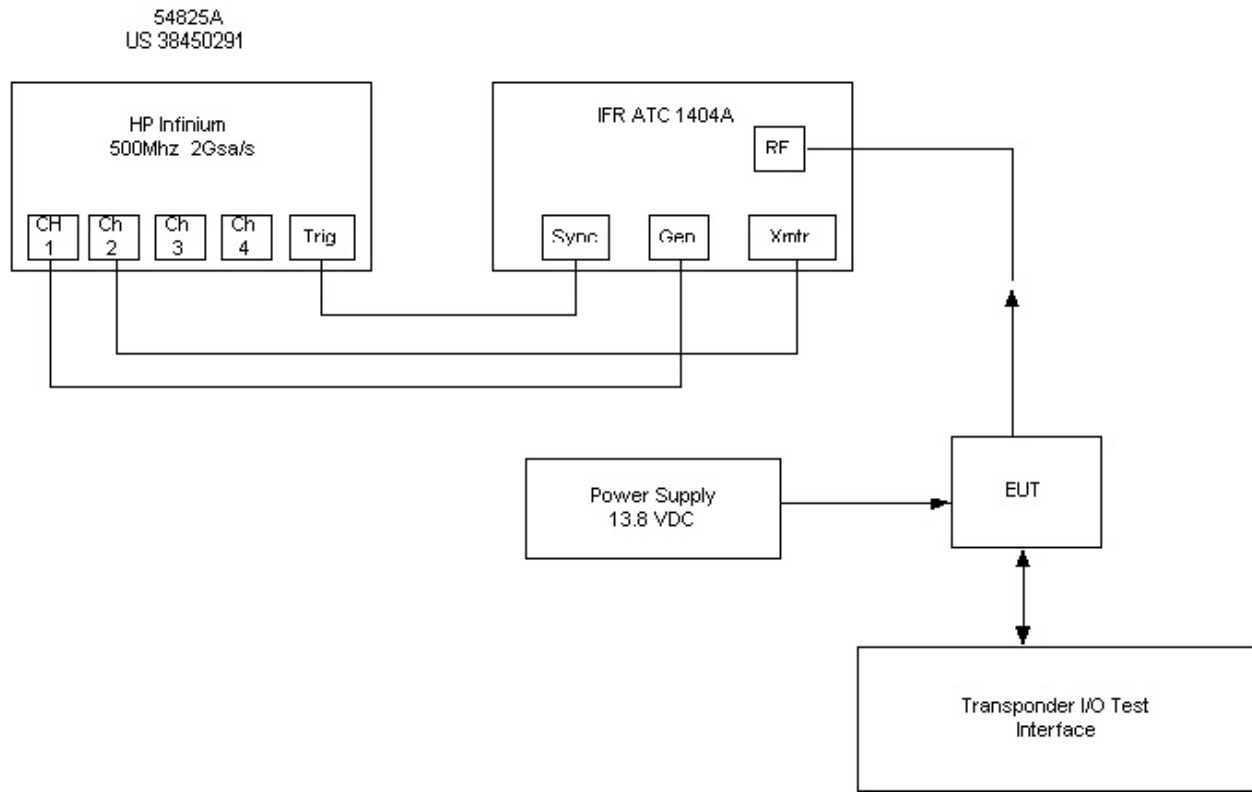 54825A
US 38450291
HP Infinium
500Mhz 2Gsa/s
CH
1
Ch
2
Ch
3
Ch
4
Trig
IFR ATC 1404A
RF
Sync
Gen
Xmtr
Power Supply
13.8 VDC
EUT
Transponder I/O Test
Interface